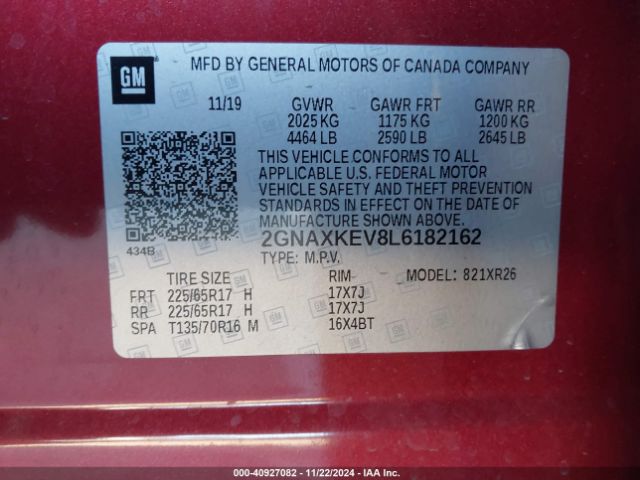 GM
MFD BY GENERAL MOTORS OF CANADA COMPANY
11/19 GVWR GAWR FRT GAWR RR
2025 KG 1175 KG 1200 KG
4464 LB 2590 LB 2645 LB
THIS VEHICLE CONFORMS TO ALL
APPLICABLE U.S. FEDERAL MOTOR
VEHICLE SAFETY AND THEFT PREVENTION
STANDARDS IN EFFECT ON THE DATE OF
MANUFACTURE SHOWN ABOVE.
434B
2GNAXKEV8L6182162
TYPE: M.P.V. MODEL: 821XR26
TIRE SIZE RIM
FRT 225/65R17 H 17X7J
RR 225/65R17 H 17X7J
SPA T135/70R16 M 16X4BT
000-40927082 - 11/22/2024 - IAA Inc.